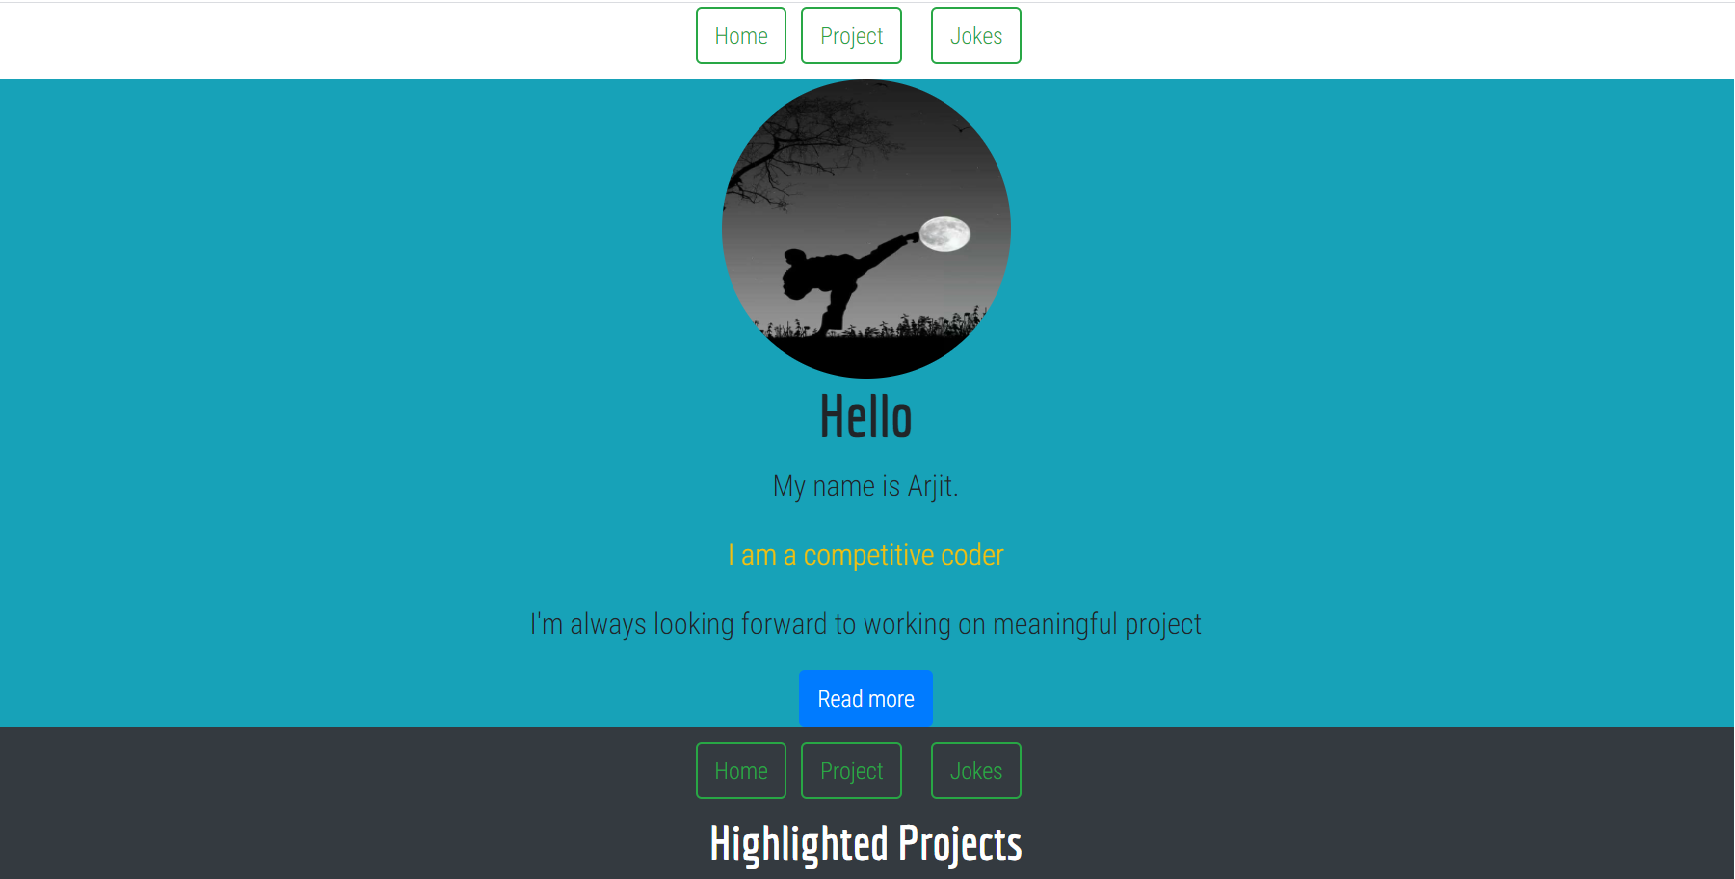 Home Project Jokes
Hello
My name is Arjit.
I am a competitive coder
I'm always looking forward to working on meaningful project
Read more
Home Project Jokes
Highlighted Projects